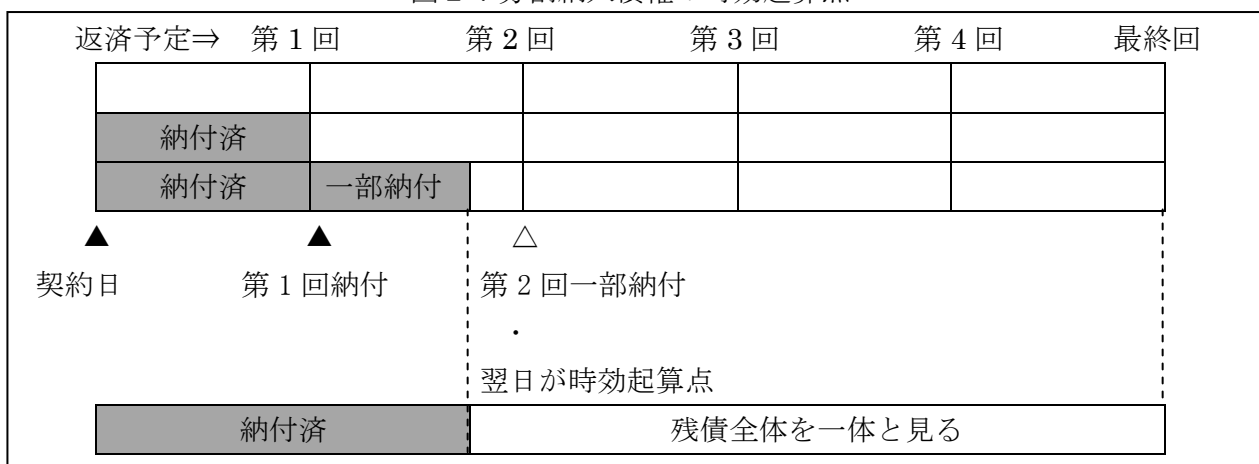 返済予定⇒ 第1回 第2回 第3回 第4回 最終回
納付済
納付済 一部納付
▲ ▲ △
契約日 第1回納付 第2回一部納付
・
翌日が時効起算点
納付済 残債全体を一体と見る